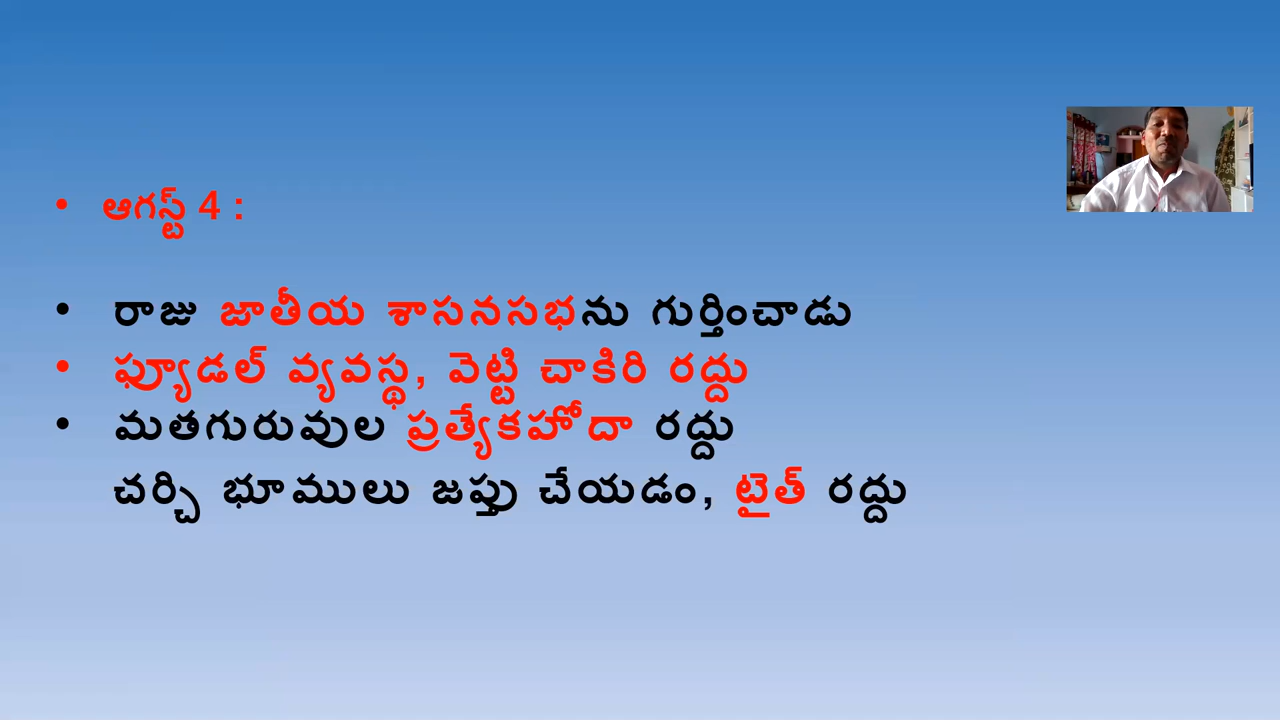 • ఆగస్ట్ 4 :
• రాజు జాతీయ శాసనసభను గుర్తించాడు
• ఫ్యూడల్ వ్యవస్థ, వెట్టి చాకిరి రద్దు
• మతగురువుల ప్రత్యేకహోదా రద్దు
చర్చి భూములు జప్తు చేయడం, టైత్ రద్దు